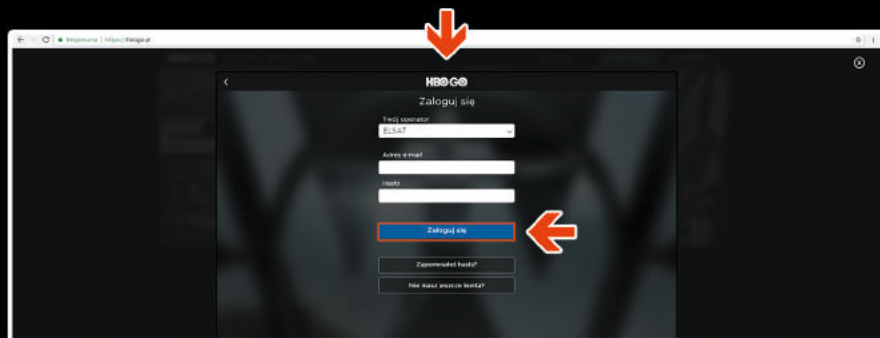 Bezpieczna | https://hbogo.pl
HBO GO
Zaloguj się
Twój operator
ELSAT
Adres e-mail
Hasło
Zaloguj się
Zapomniałeś hasła?
Nie masz jeszcze konta?